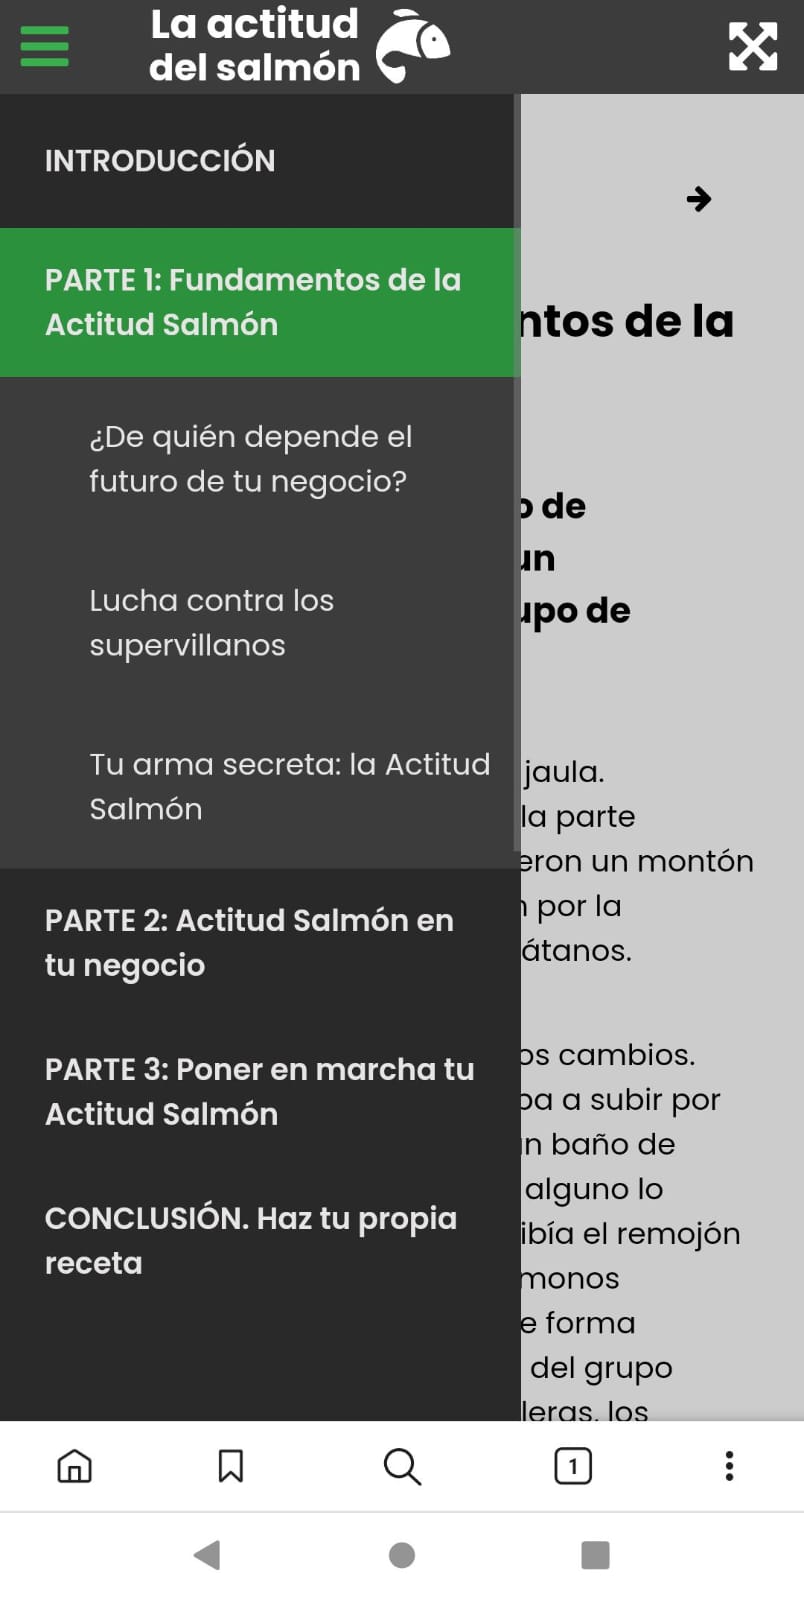 La actitud
del salmón
INTRODUCCIÓN
PARTE 1: Fundamentos de la
Actitud Salmón
¿De quién depende el
futuro de tu negocio?
Lucha contra los
supervillanos
Tu arma secreta: la Actitud
Salmón
PARTE 2: Actitud Salmón en
tu negocio
PARTE 3: Poner en marcha tu
Actitud Salmón
CONCLUSIÓN. Haz tu propia
receta
ntos de la
de
un
upo de
jaula.
la parte
eron un montón
por la
átanos.
os cambios.
ba a subir por
un baño de
alguno lo
ibía el remojón
monos
e forma
del grupo
leras, los
1